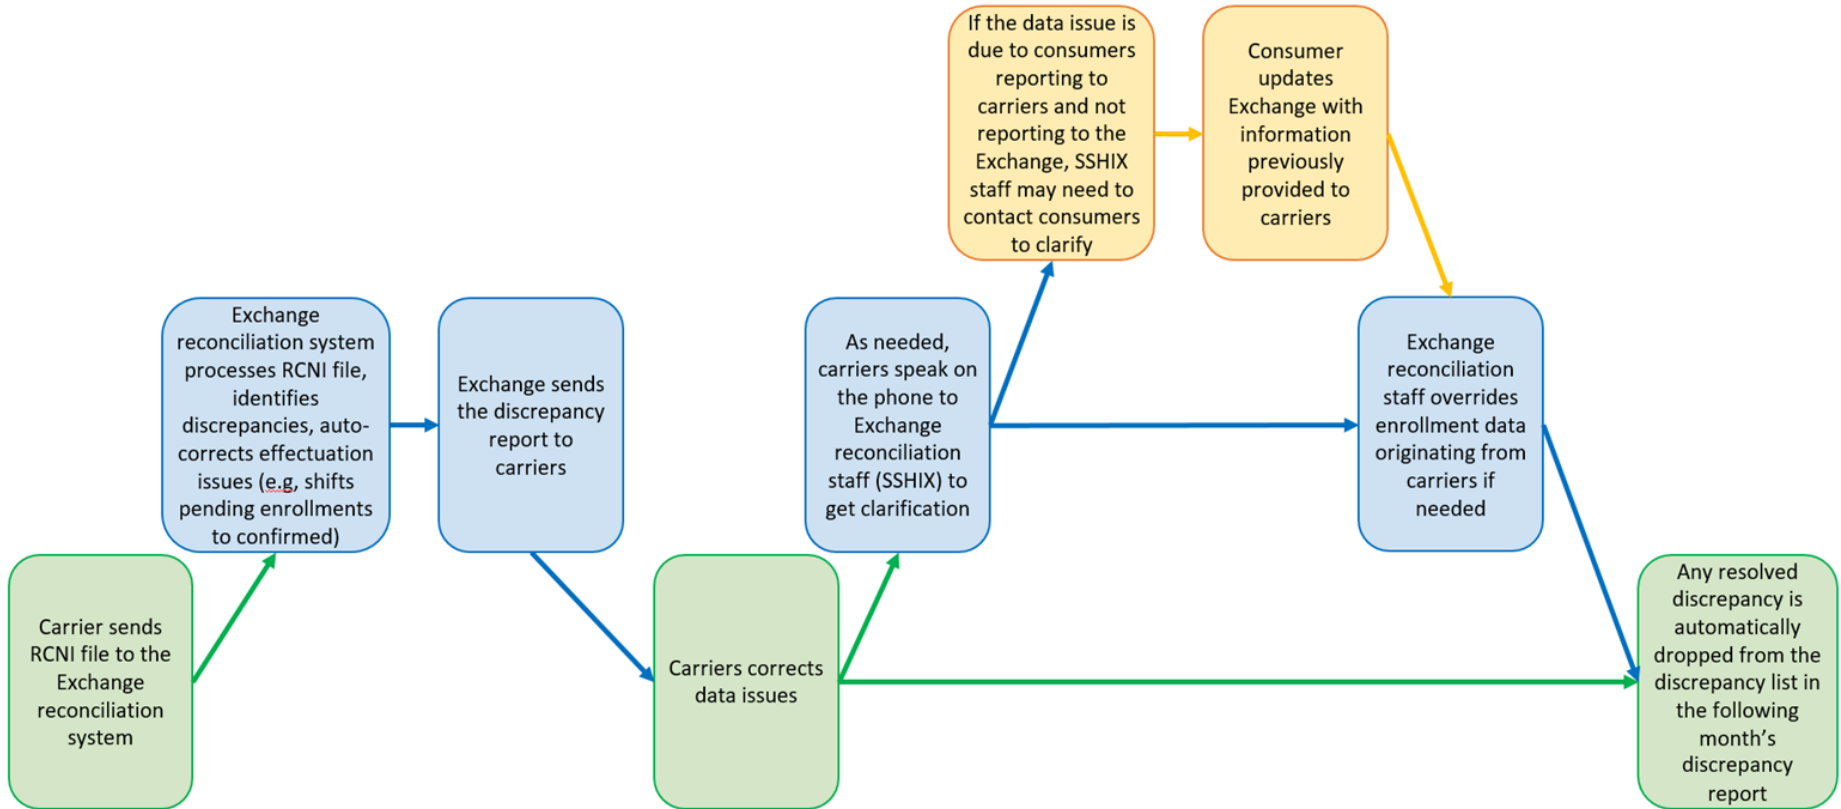 If the data issue is
due to consumers
reporting to
carriers and not
reporting to the
Exchange, SSHIX
staff may need to
contact consumers
to clarify
Consumer
updates
Exchange with
information
previously
provided to
carriers
Exchange
reconciliation system
processes RCNI file,
identifies
discrepancies, auto-
corrects effectuation
issues (e.g, shifts
pending enrollments
to confirmed)
Exchange sends
the discrepancy
report to
carriers
As needed,
carriers speak on
the phone to
Exchange
reconciliation
staff (SSHIX) to
get clarification
Exchange
reconciliation
staff overrides
enrollment data
originating from
carriers if
needed
Carrier sends
RCNI file to the
Exchange
reconciliation
system
Carriers corrects
data issues
Any resolved
discrepancy is
automatically
dropped from the
discrepancy list in
the following
month’s
discrepancy
report